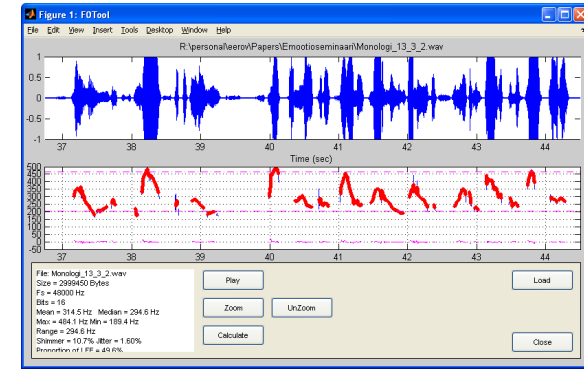 Figure 1: F0Tool
File Edit View Insert Tools Desktop Window Help
R:\personal\eerov\Papers\Emootioseminaari\Monologi_13_3_2.wav
1
0.5
0
-0.5
-1
37 38 39 40 41 42 43 44
Time (sec)
500
450
400
350
300
250
200
150
100
50
0
-50
37 38 39 40 41 42 43 44
File: Monologi_13_3_2.wav
Size = 2999450 Bytes
Fs = 48000 Hz
Bits = 16
Mean = 314.5 Hz Median = 294.6 Hz
Max = 484.1 Hz Min = 189.4 Hz
Range = 294.6 Hz
Shimmer = 10.7% Jitter = 1.60%
Proportion of LFE = 49.6%
Play
Load
Zoom
UnZoom
Calculate
Close